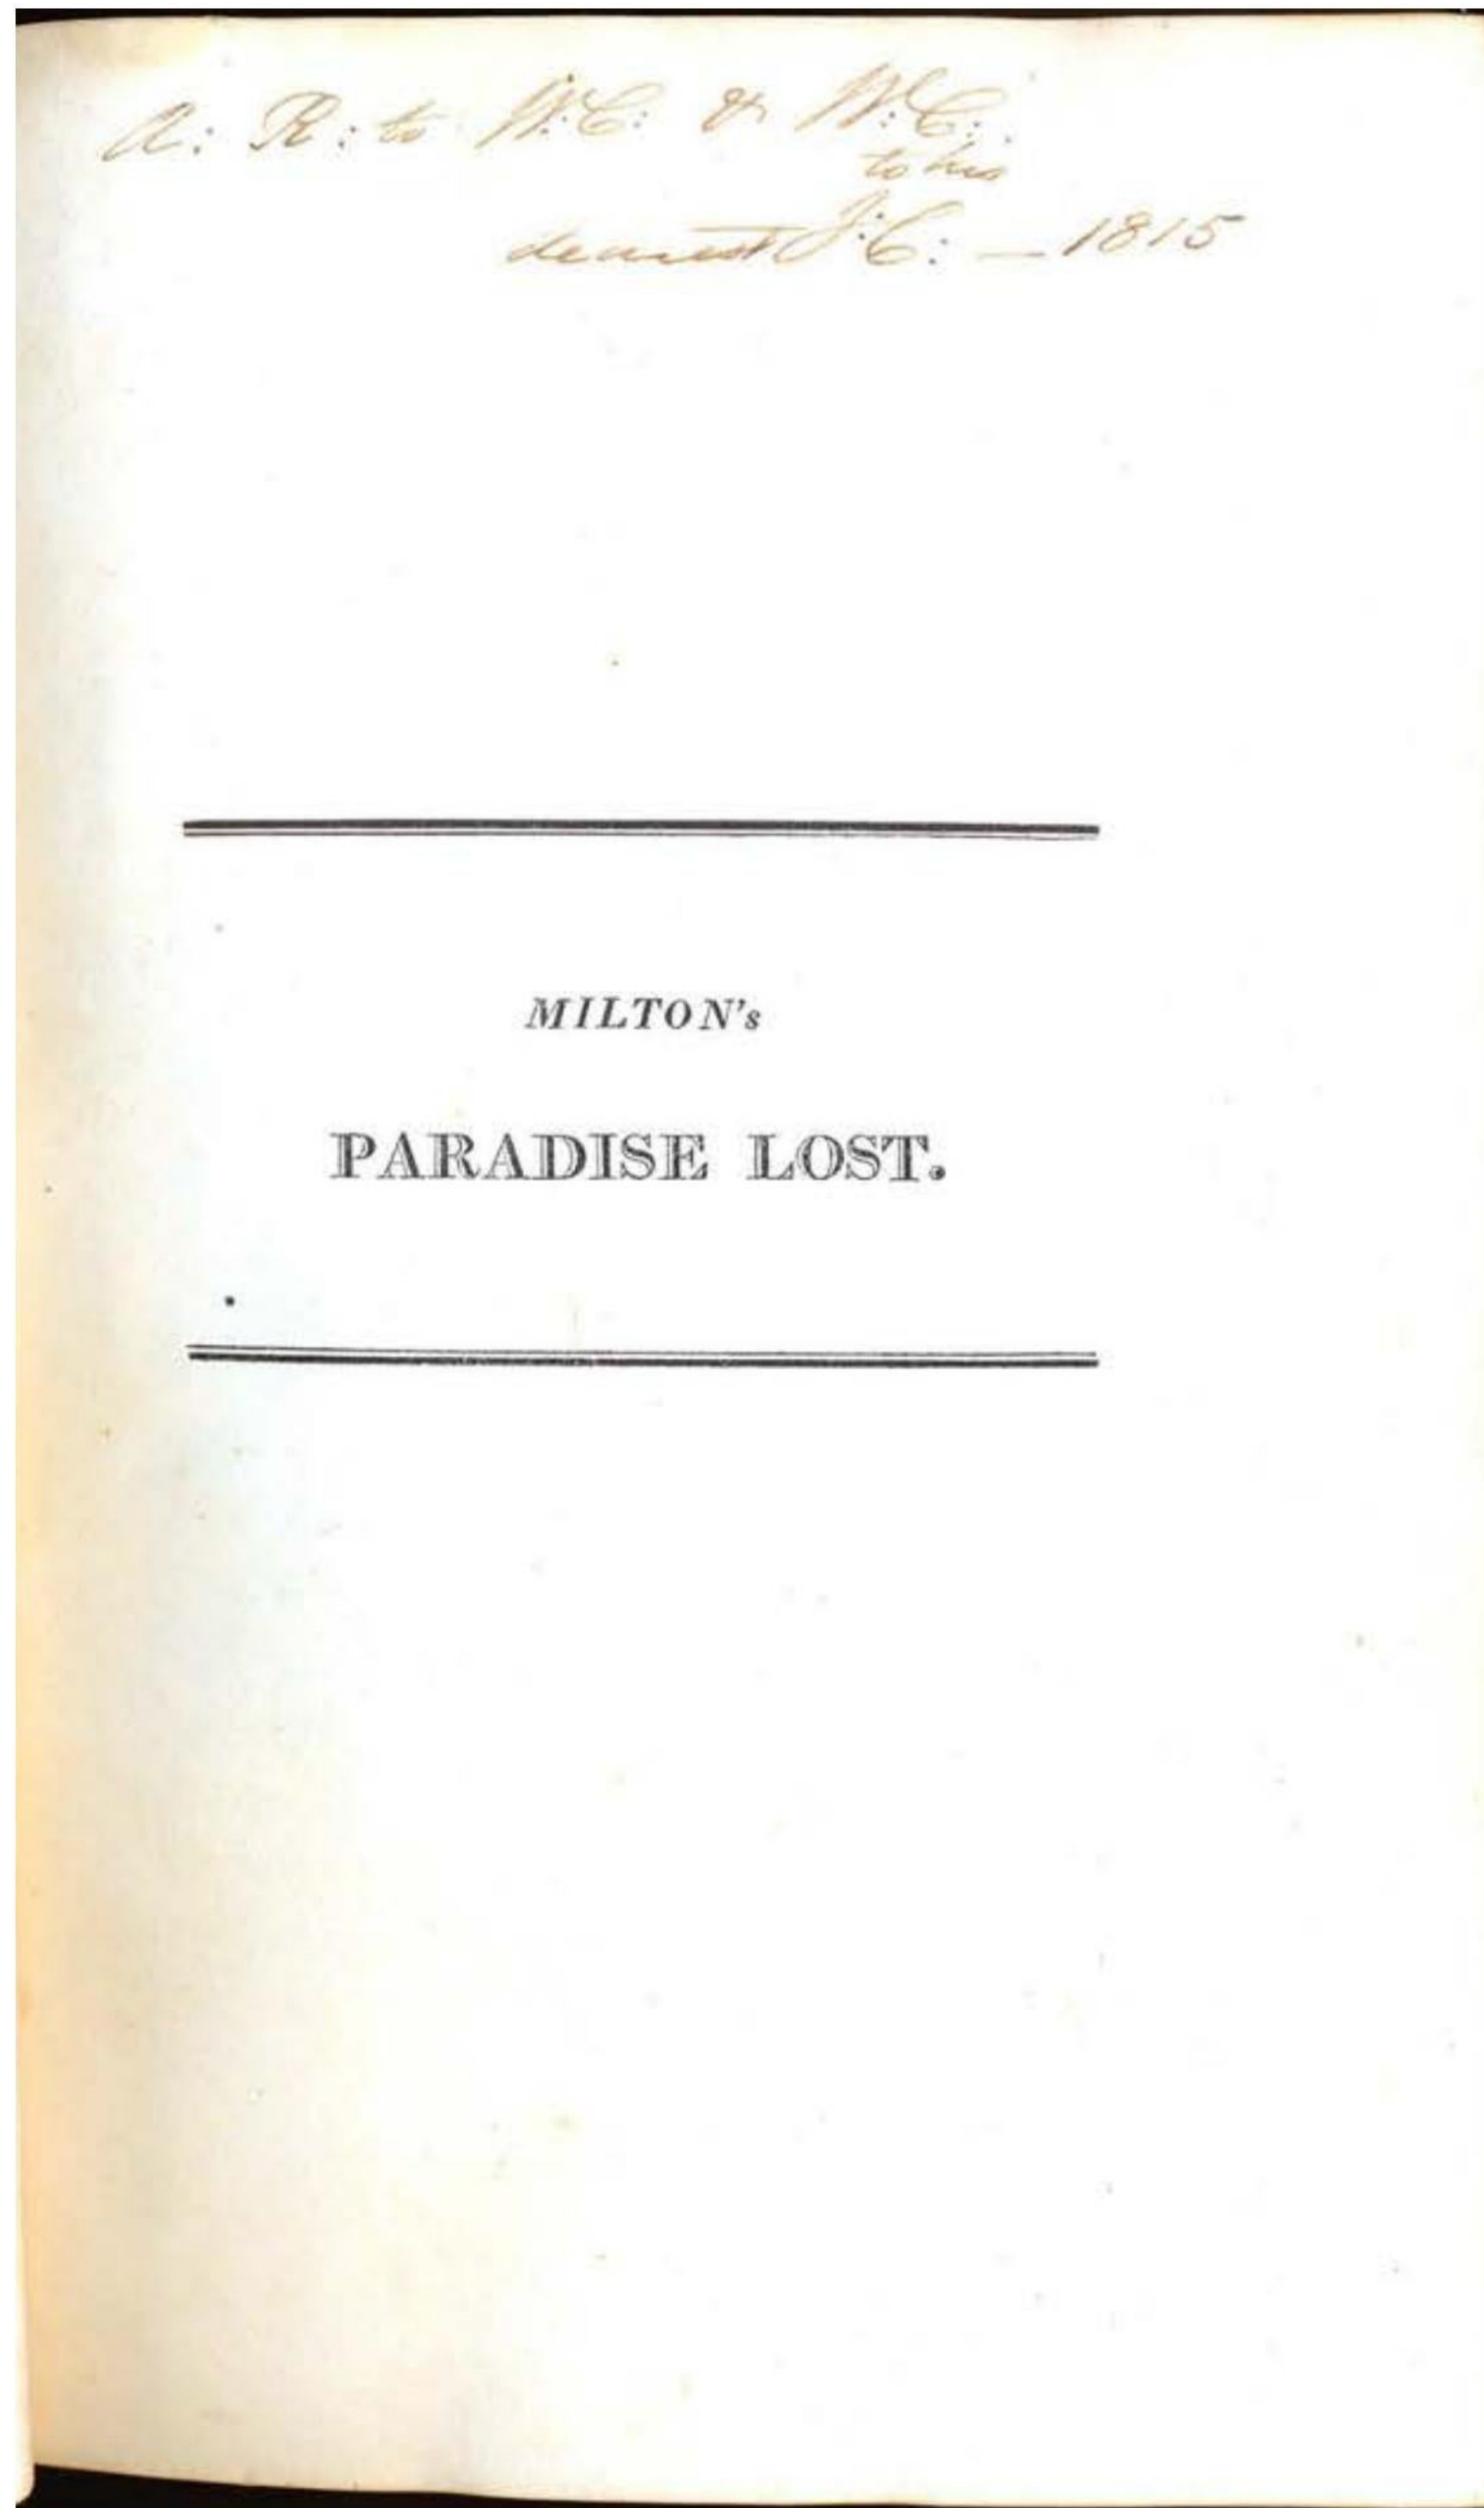 A: R: to W:C: & W:C:
to his
dearest J:C: — 1815
MILTON's
PARADISE LOST.